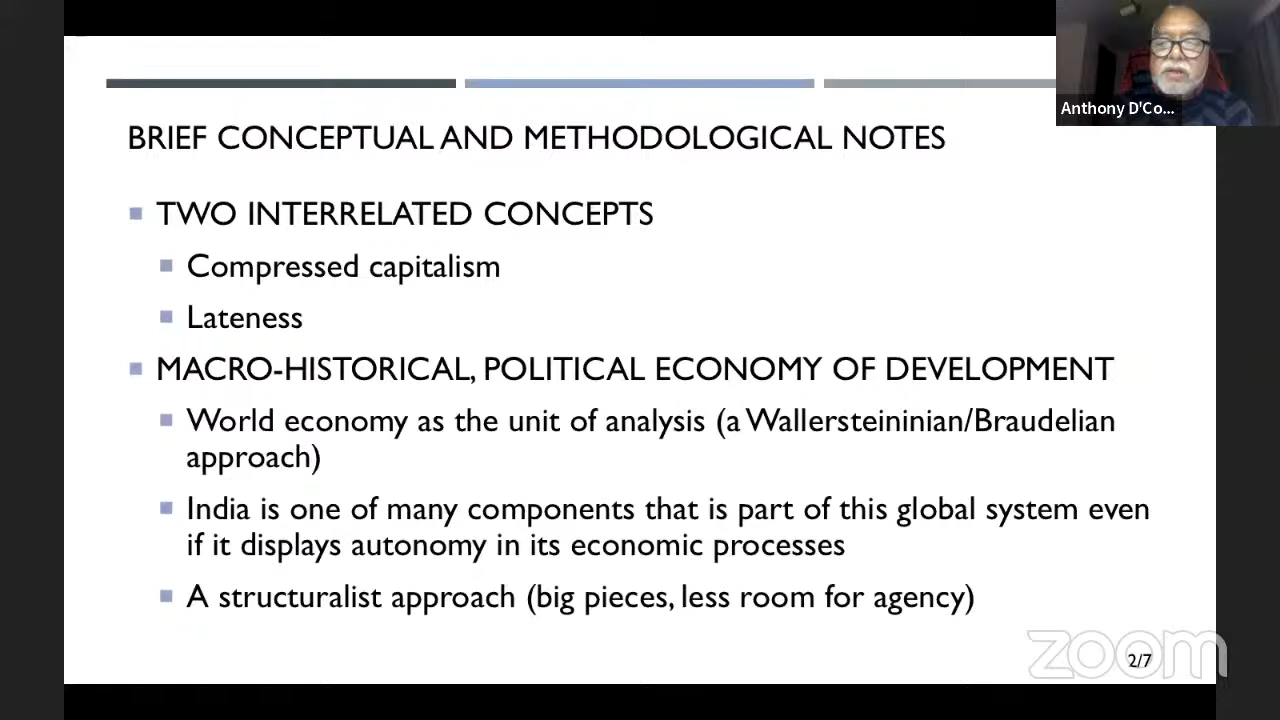 BRIEF CONCEPTUAL AND METHODOLOGICAL NOTES
TWO INTERRELATED CONCEPTS
Compressed capitalism
Lateness
MACRO-HISTORICAL, POLITICAL ECONOMY OF DEVELOPMENT
World economy as the unit of analysis (a Wallersteininian/Braudelian
approach)
India is one of many components that is part of this global system even
if it displays autonomy in its economic processes
A structuralist approach (big pieces, less room for agency)
Anthony D'Co...
zoom
2/7